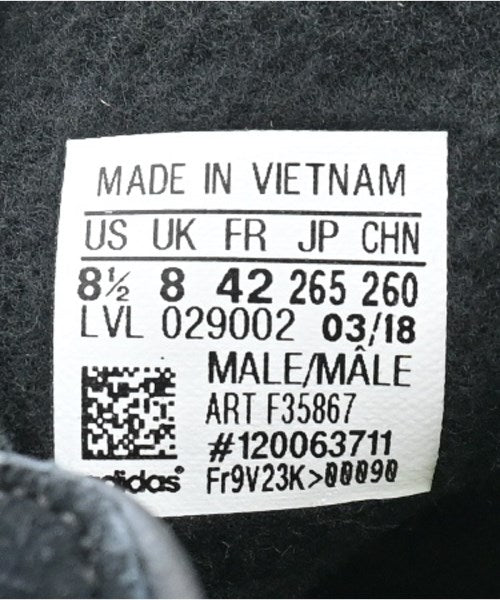 MADE IN VIETNAM
US UK FR JP CHN
8½ 8 42 265 260
LVL 029002 03/18
MALE/MÂLE
ART F35867
#120063711
adidas® Fr9V23K>00090